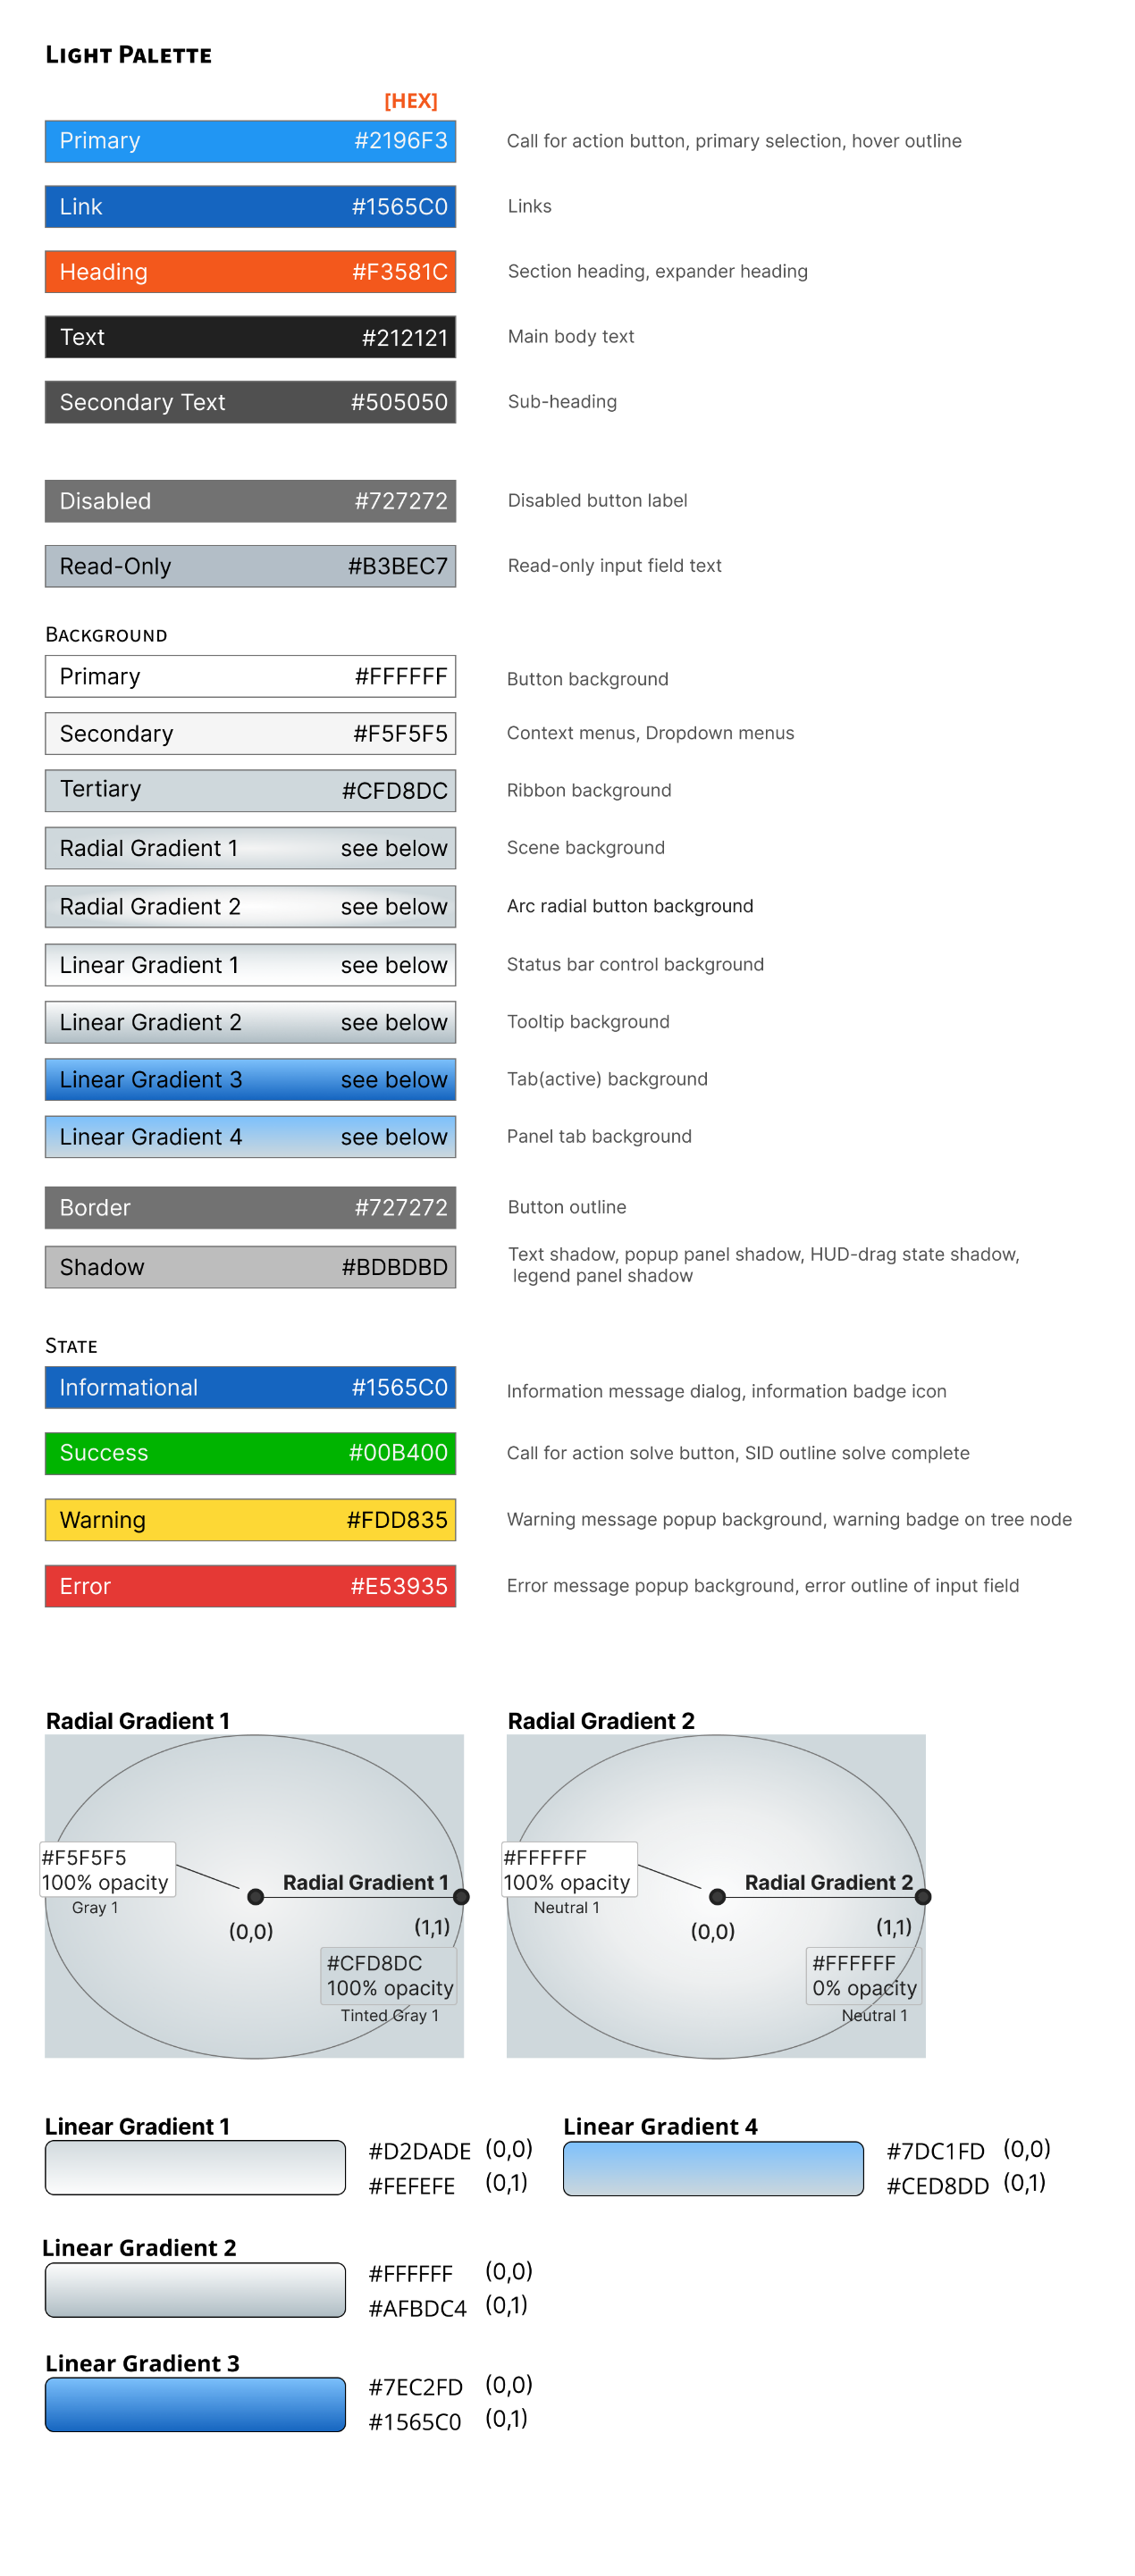 Light Palette
[HEX]
Primary #2196F3 Call for action button, primary selection, hover outline
Link #1565C0 Links
Heading #F3581C Section heading, expander heading
Text #212121 Main body text
Secondary Text #505050 Sub-heading
Disabled #727272 Disabled button label
Read-Only #B3BEC7 Read-only input field text
Background
Primary #FFFFFF Button background
Secondary #F5F5F5 Context menus, Dropdown menus
Tertiary #CFD8DC Ribbon background
Radial Gradient 1 see below Scene background
Radial Gradient 2 see below Arc radial button background
Linear Gradient 1 see below Status bar control background
Linear Gradient 2 see below Tooltip background
Linear Gradient 3 see below Tab(active) background
Linear Gradient 4 see below Panel tab background
Border #727272 Button outline
Shadow #BDBDBD Text shadow, popup panel shadow, HUD-drag state shadow,
legend panel shadow
State
Informational #1565C0 Information message dialog, information badge icon
Success #00B400 Call for action solve button, SID outline solve complete
Warning #FDD835 Warning message popup background, warning badge on tree node
Error #E53935 Error message popup background, error outline of input field
Radial Gradient 1
#F5F5F5
100% opacity
Gray 1
Radial Gradient 1
(0,0)
(1,1)
#CFD8DC
100% opacity
Tinted Gray 1
Radial Gradient 2
#FFFFFF
100% opacity
Neutral 1
Radial Gradient 2
(0,0)
(1,1)
#FFFFFF
0% opacity
Neutral 1
Linear Gradient 1
#D2DADE (0,0)
#FEFEFE (0,1)
Linear Gradient 4
#7DC1FD (0,0)
#CED8DD (0,1)
Linear Gradient 2
#FFFFFF (0,0)
#AFBDC4 (0,1)
Linear Gradient 3
#7EC2FD (0,0)
#1565C0 (0,1)